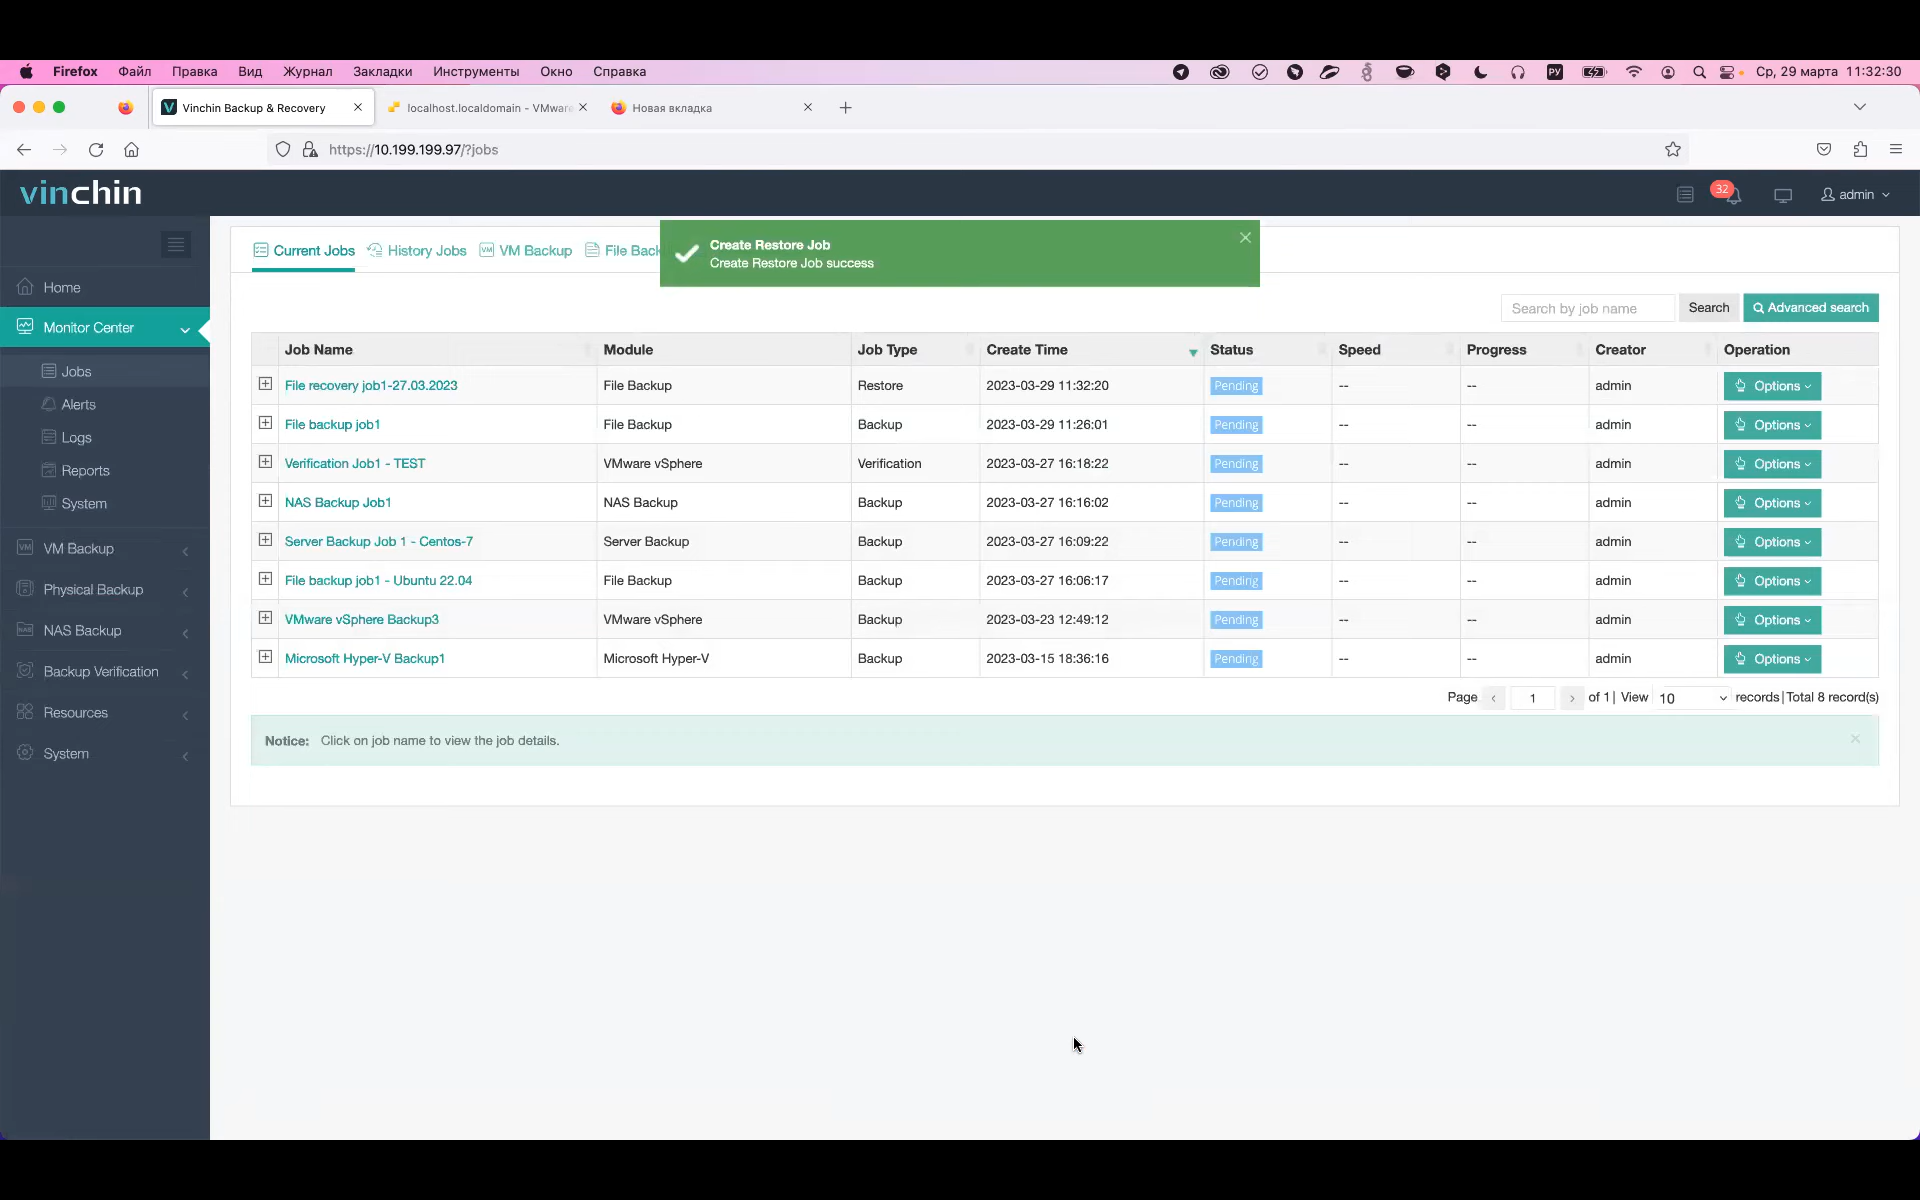 Firefox Файл Правка Вид Журнал Закладки Инструменты Окно Справка РУ Ср, 29 марта 11:32:30
Vinchin Backup & Recovery localhost.localdomain - VMware Новая вкладка
https://10.199.199.97/?jobs
vinchin 32 admin
Current Jobs History Jobs VM Backup File Back
Create Restore Job
Create Restore Job success
Home
Monitor Center
Jobs
Alerts
Logs
Reports
System
VM Backup
Physical Backup
NAS Backup
Backup Verification
Resources
System
Search by job name Search Advanced search
Job Name Module Job Type Create Time Status Speed Progress Creator Operation
File recovery job1-27.03.2023 File Backup Restore 2023-03-29 11:32:20 Pending -- -- admin Options
File backup job1 File Backup Backup 2023-03-29 11:26:01 Pending -- -- admin Options
Verification Job1 - TEST VMware vSphere Verification 2023-03-27 16:18:22 Pending -- -- admin Options
NAS Backup Job1 NAS Backup Backup 2023-03-27 16:16:02 Pending -- -- admin Options
Server Backup Job 1 - Centos-7 Server Backup Backup 2023-03-27 16:09:22 Pending -- -- admin Options
File backup job1 - Ubuntu 22.04 File Backup Backup 2023-03-27 16:06:17 Pending -- -- admin Options
VMware vSphere Backup3 VMware vSphere Backup 2023-03-23 12:49:12 Pending -- -- admin Options
Microsoft Hyper-V Backup1 Microsoft Hyper-V Backup 2023-03-15 18:36:16 Pending -- -- admin Options
Page 1 of 1 | View 10 records | Total 8 record(s)
Notice: Click on job name to view the job details.